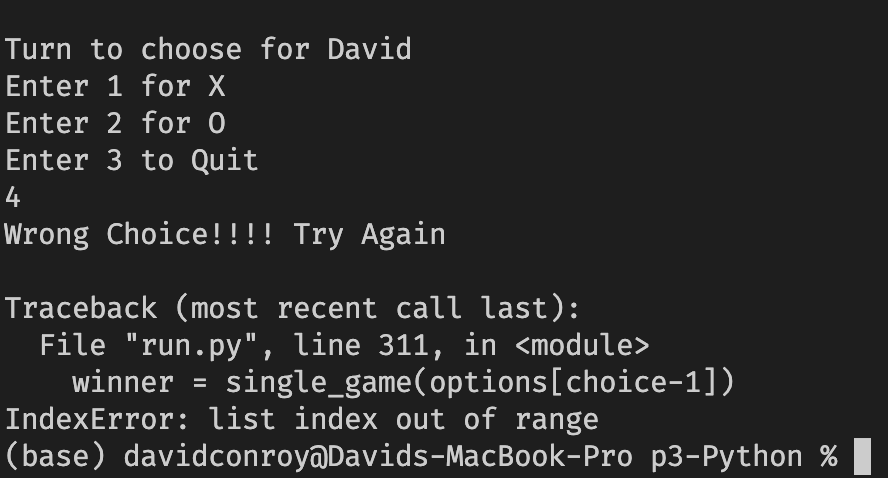 Turn to choose for David
Enter 1 for X
Enter 2 for O
Enter 3 to Quit
4
Wrong Choice!!!! Try Again
Traceback (most recent call last):
  File "run.py", line 311, in <module>
    winner = single_game(options[choice-1])
IndexError: list index out of range
(base) davidconroy@Davids-MacBook-Pro p3-Python %